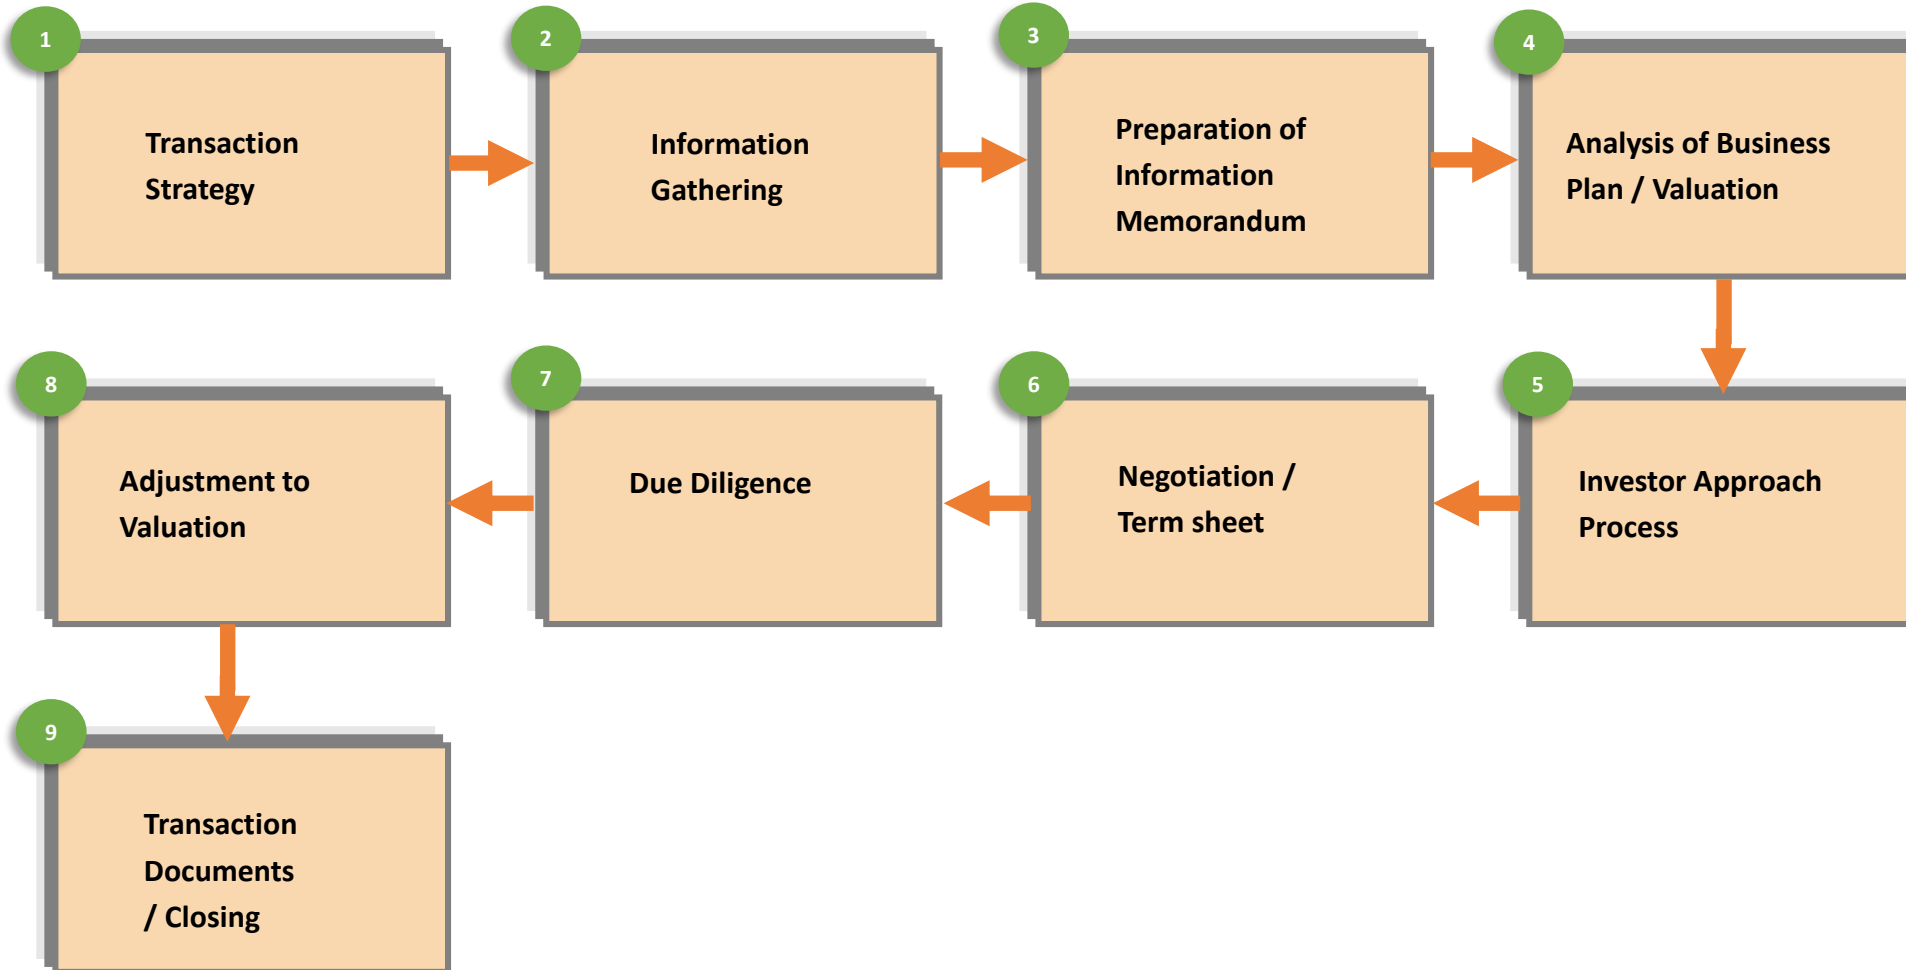 1
Transaction
Strategy
2
Information
Gathering
3
Preparation of
Information
Memorandum
4
Analysis of Business
Plan / Valuation
5
Investor Approach
Process
6
Negotiation /
Term sheet
7
Due Diligence
8
Adjustment to
Valuation
9
Transaction
Documents
/ Closing